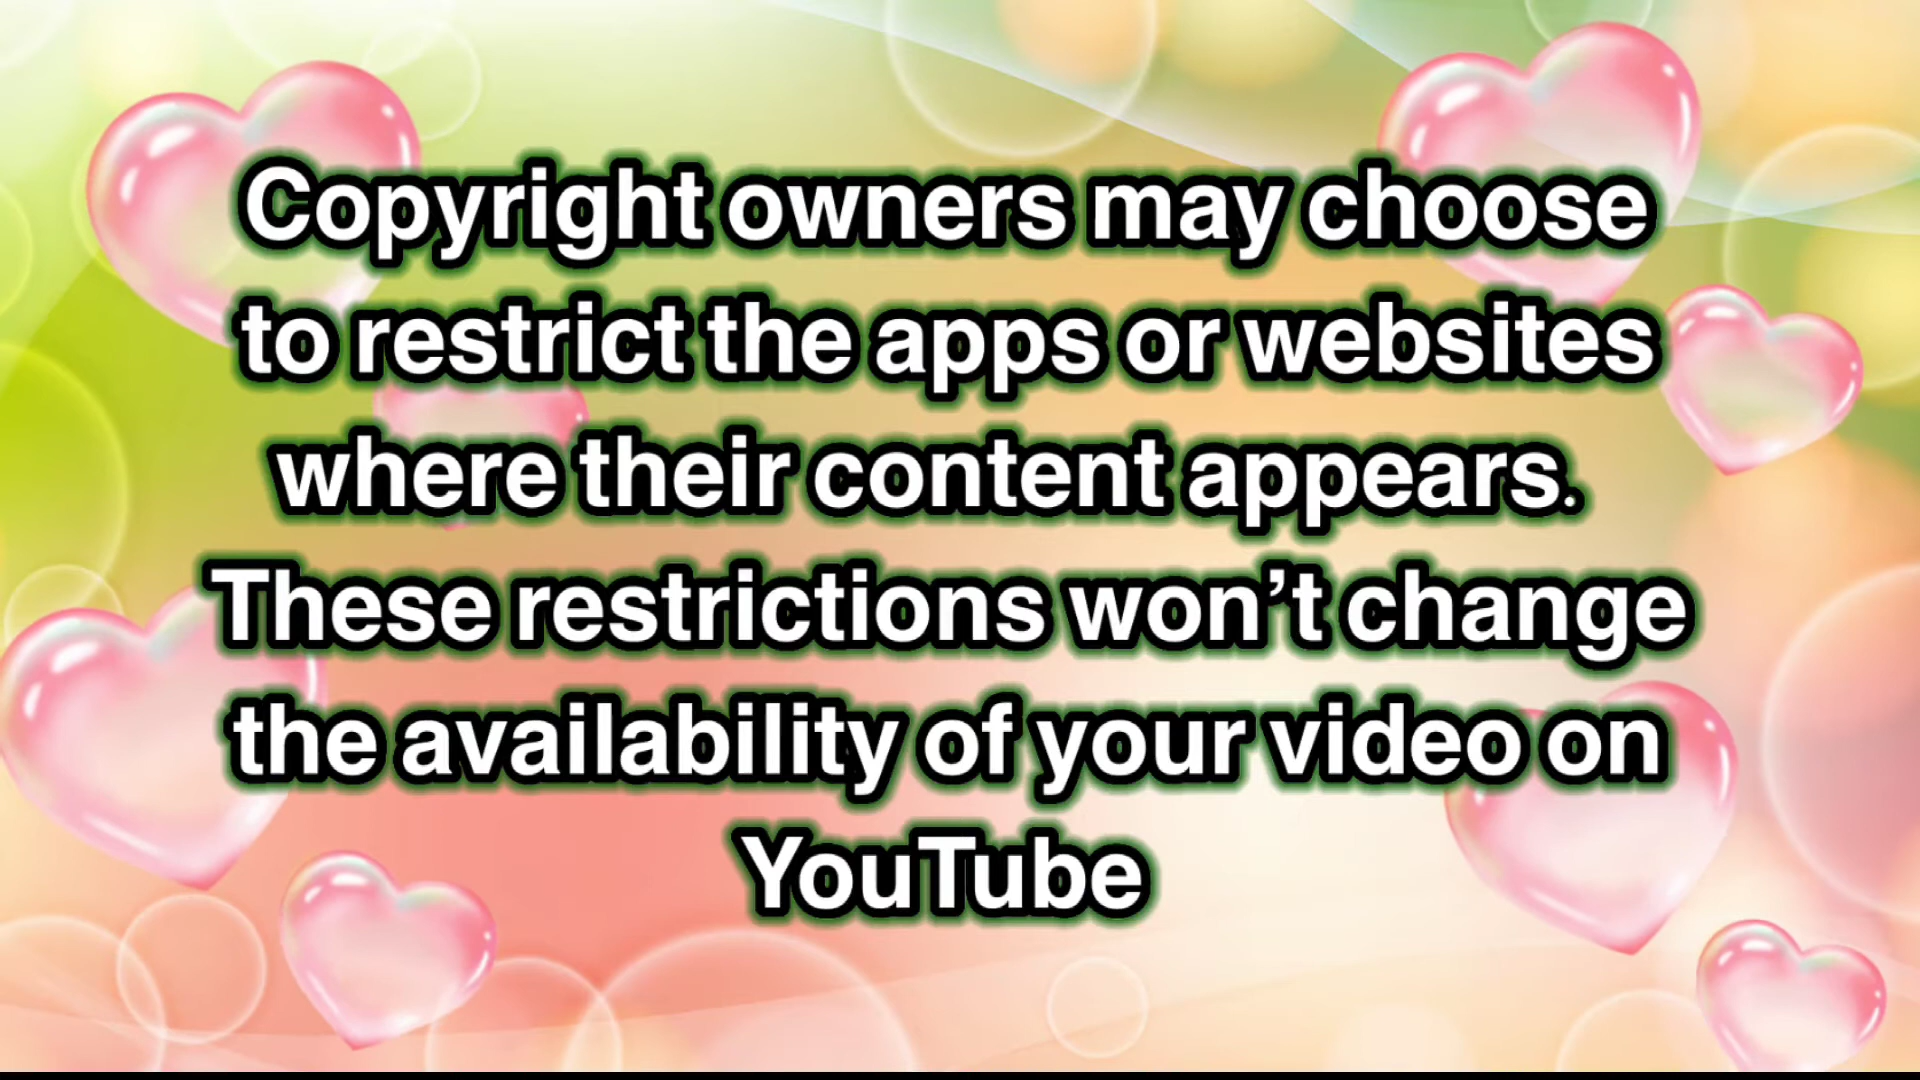 Copyright owners may choose
to restrict the apps or websites
where their content appears.
These restrictions won’t change
the availability of your video on
YouTube